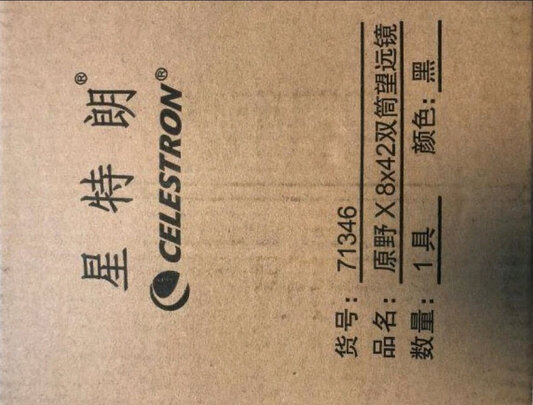 星特朗®
CELESTRON®
货号：71346
品名：原野 X 8x42双筒望远镜
数量：1 具 颜色：黑